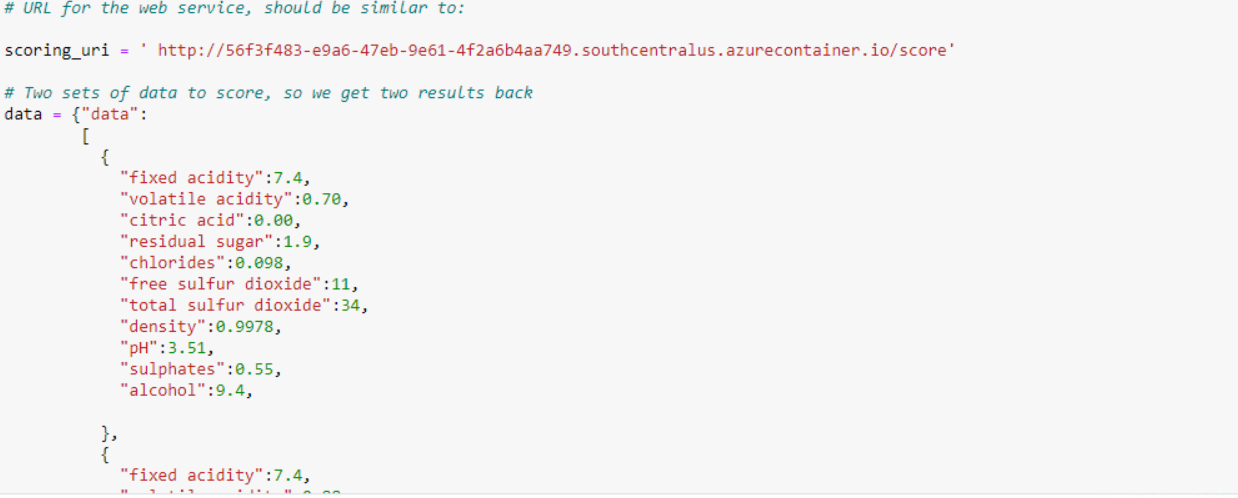 # URL for the web service, should be similar to:
scoring_uri = ' http://56f3f483-e9a6-47eb-9e61-4f2a6b4aa749.southcentralus.azurecontainer.io/score'
# Two sets of data to score, so we get two results back
data = {"data":
[
{
"fixed acidity":7.4,
"volatile acidity":0.70,
"citric acid":0.00,
"residual sugar":1.9,
"chlorides":0.098,
"free sulfur dioxide":11,
"total sulfur dioxide":34,
"density":0.9978,
"pH":3.51,
"sulphates":0.55,
"alcohol":9.4,
},
{
"fixed acidity":7.4,